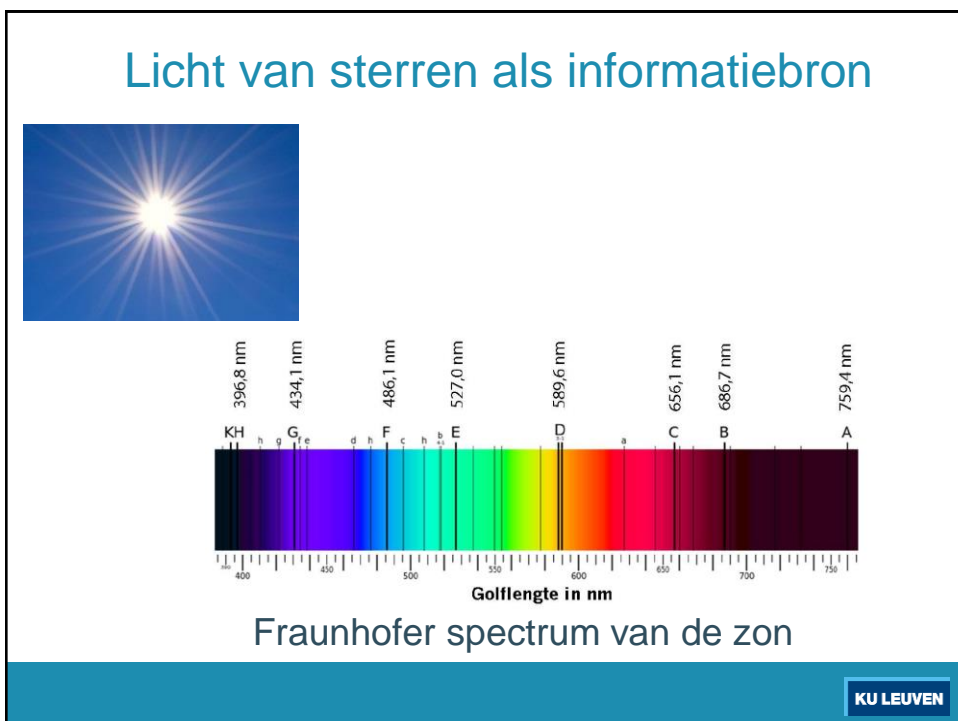 Licht van sterren als informatiebron
396,8 nm 434,1 nm 486,1 nm 527,0 nm 589,6 nm 656,1 nm 686,7 nm 759,4 nm
K H G F E D C B A
h g f e d h c h b a
400 450 500 550 600 650 700 750
Golflengte in nm
Fraunhofer spectrum van de zon
KU LEUVEN